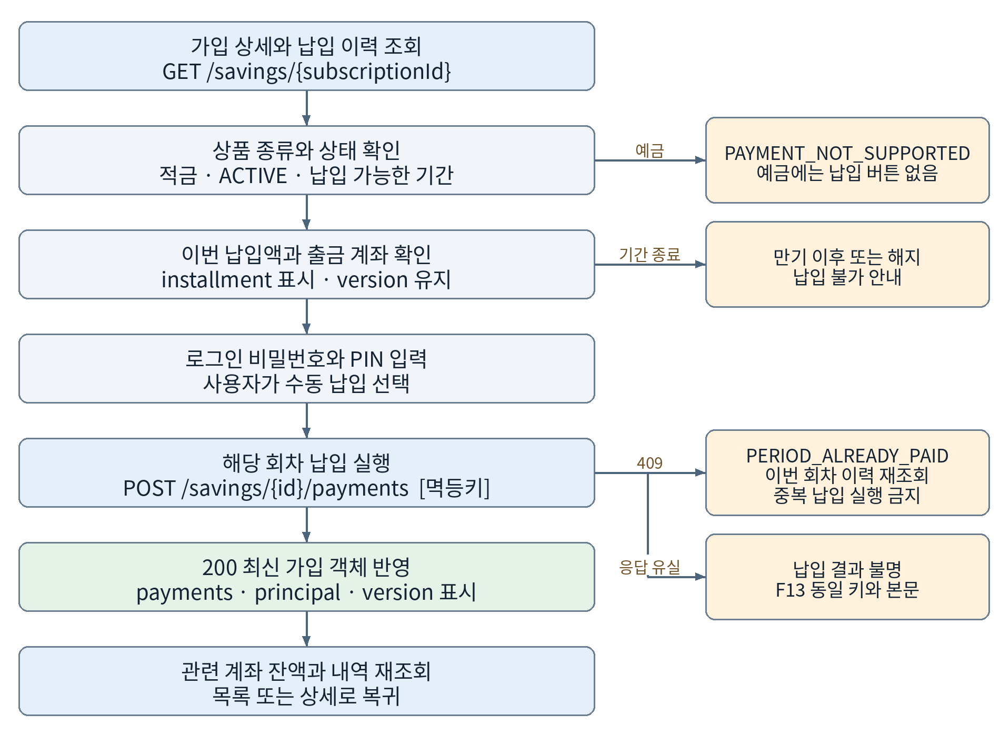 가입 상세와 납입 이력 조회
GET /savings/{subscriptionId}
상품 종류와 상태 확인
적금 · ACTIVE · 납입 가능한 기간
예금
PAYMENT_NOT_SUPPORTED
예금에는 납입 버튼 없음
이번 납입액과 출금 계좌 확인
installment 표시 · version 유지
기간 종료
만기 이후 또는 해지
납입 불가 안내
로그인 비밀번호와 PIN 입력
사용자가 수동 납입 선택
해당 회차 납입 실행
POST /savings/{id}/payments [멱등키]
409
PERIOD_ALREADY_PAID
이번 회차 이력 재조회
중복 납입 실행 금지
200 최신 가입 객체 반영
payments · principal · version 표시
응답 유실
납입 결과 불명
F13 동일 키와 본문
관련 계좌 잔액과 내역 재조회
목록 또는 상세로 복귀